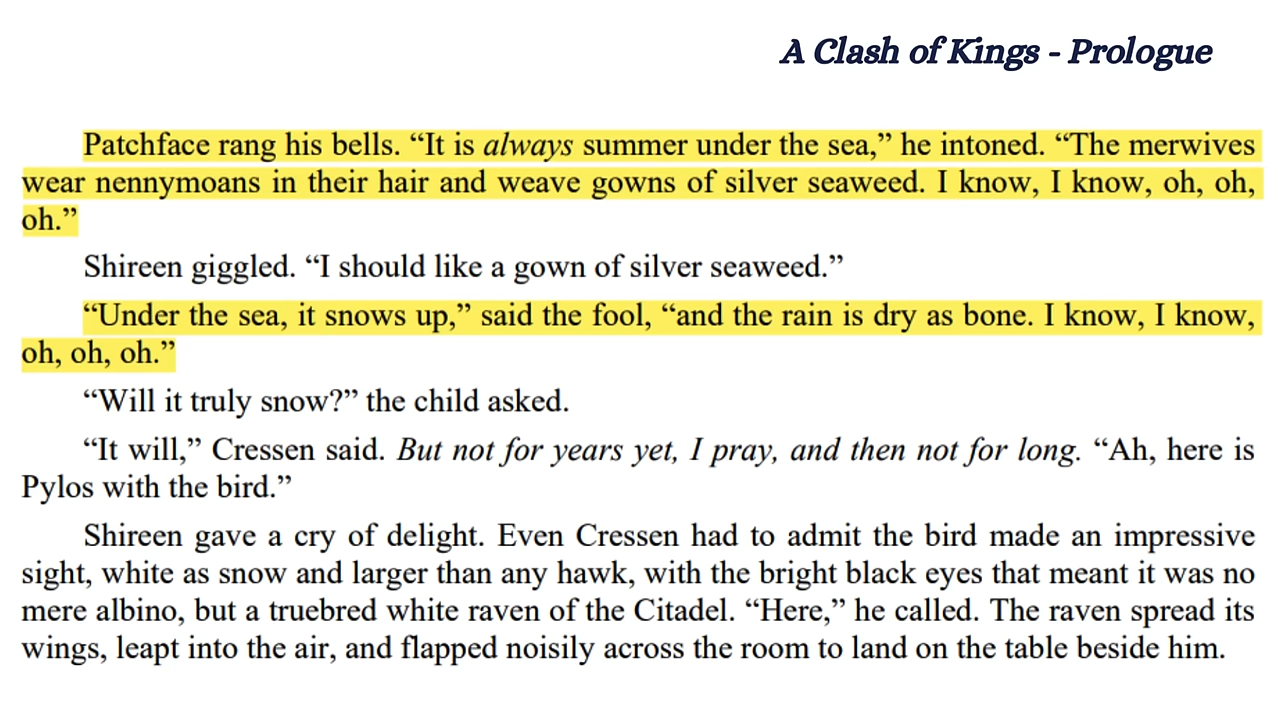 A Clash of Kings - Prologue
Patchface rang his bells. “It is always summer under the sea,” he intoned. “The merwives
wear nennymoans in their hair and weave gowns of silver seaweed. I know, I know, oh, oh,
oh.”
Shireen giggled. “I should like a gown of silver seaweed.”
“Under the sea, it snows up,” said the fool, “and the rain is dry as bone. I know, I know,
oh, oh, oh.”
“Will it truly snow?” the child asked.
“It will,” Cressen said. But not for years yet, I pray, and then not for long. “Ah, here is
Pylos with the bird.”
Shireen gave a cry of delight. Even Cressen had to admit the bird made an impressive
sight, white as snow and larger than any hawk, with the bright black eyes that meant it was no
mere albino, but a truebred white raven of the Citadel. “Here,” he called. The raven spread its
wings, leapt into the air, and flapped noisily across the room to land on the table beside him.